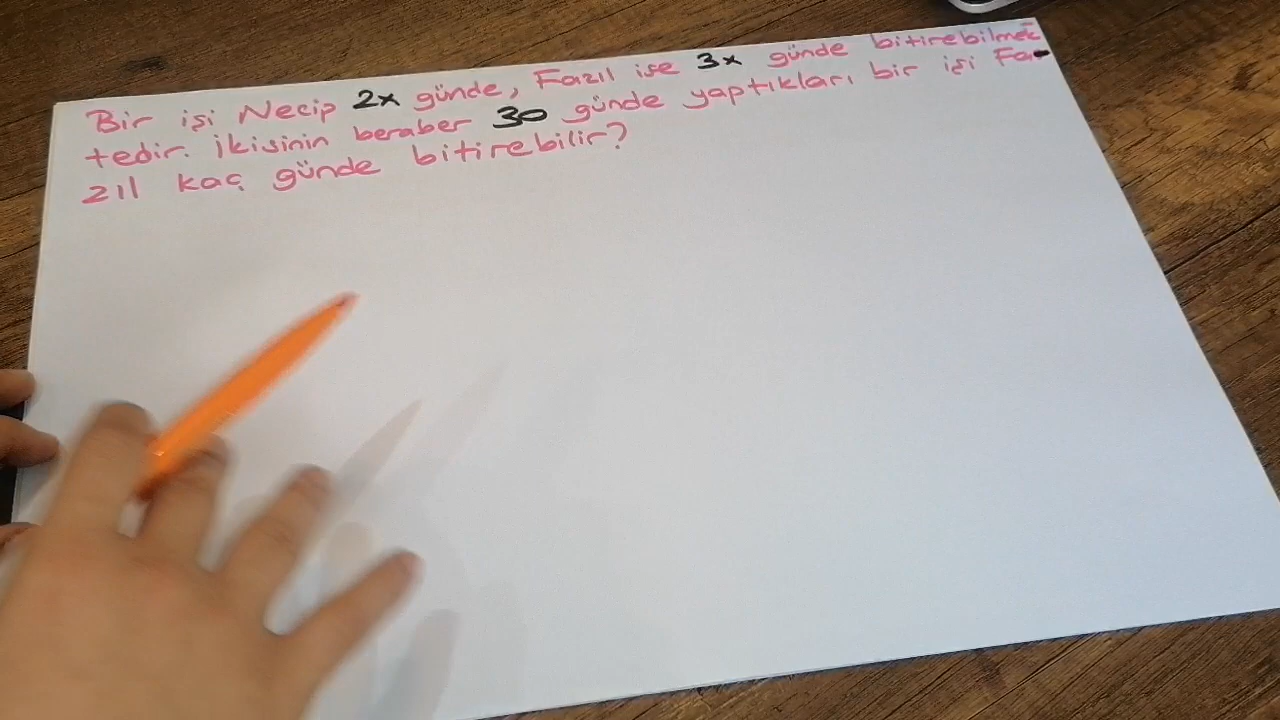 Bir işi Necip 2x günde, Fazıl ise 3x günde bitirebilmek
tedir. İkisinin beraber 30 günde yaptıkları bir işi Fa-
zıl kaç günde bitirebilir?